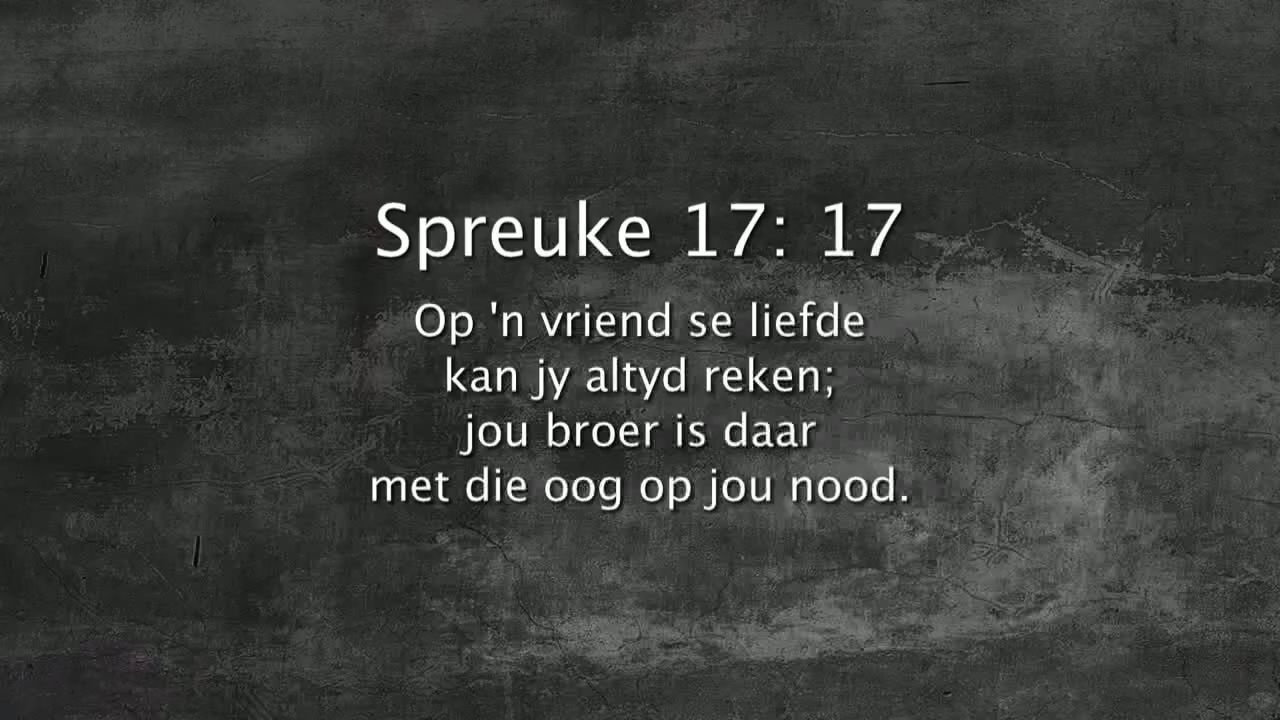 Spreuke 17: 17
Op 'n vriend se liefde
kan jy altyd reken;
jou broer is daar
met die oog op jou nood.